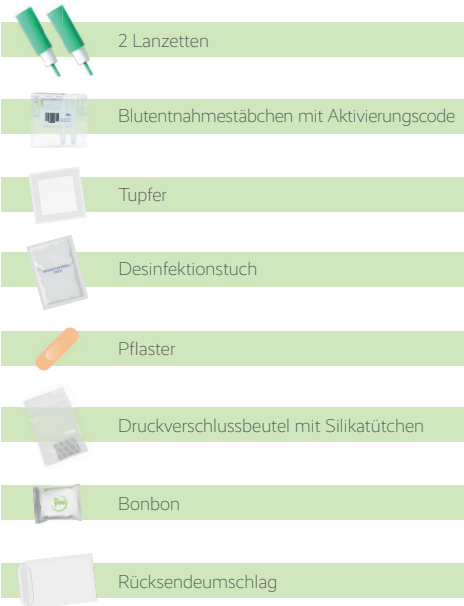 2 Lanzetten
Blutentnahmestäbchen mit Aktivierungscode
Tupfer
Desinfektionstuch
Pflaster
Druckverschlussbeutel mit Silikatütchen
Bonbon
Rücksendeumschlag